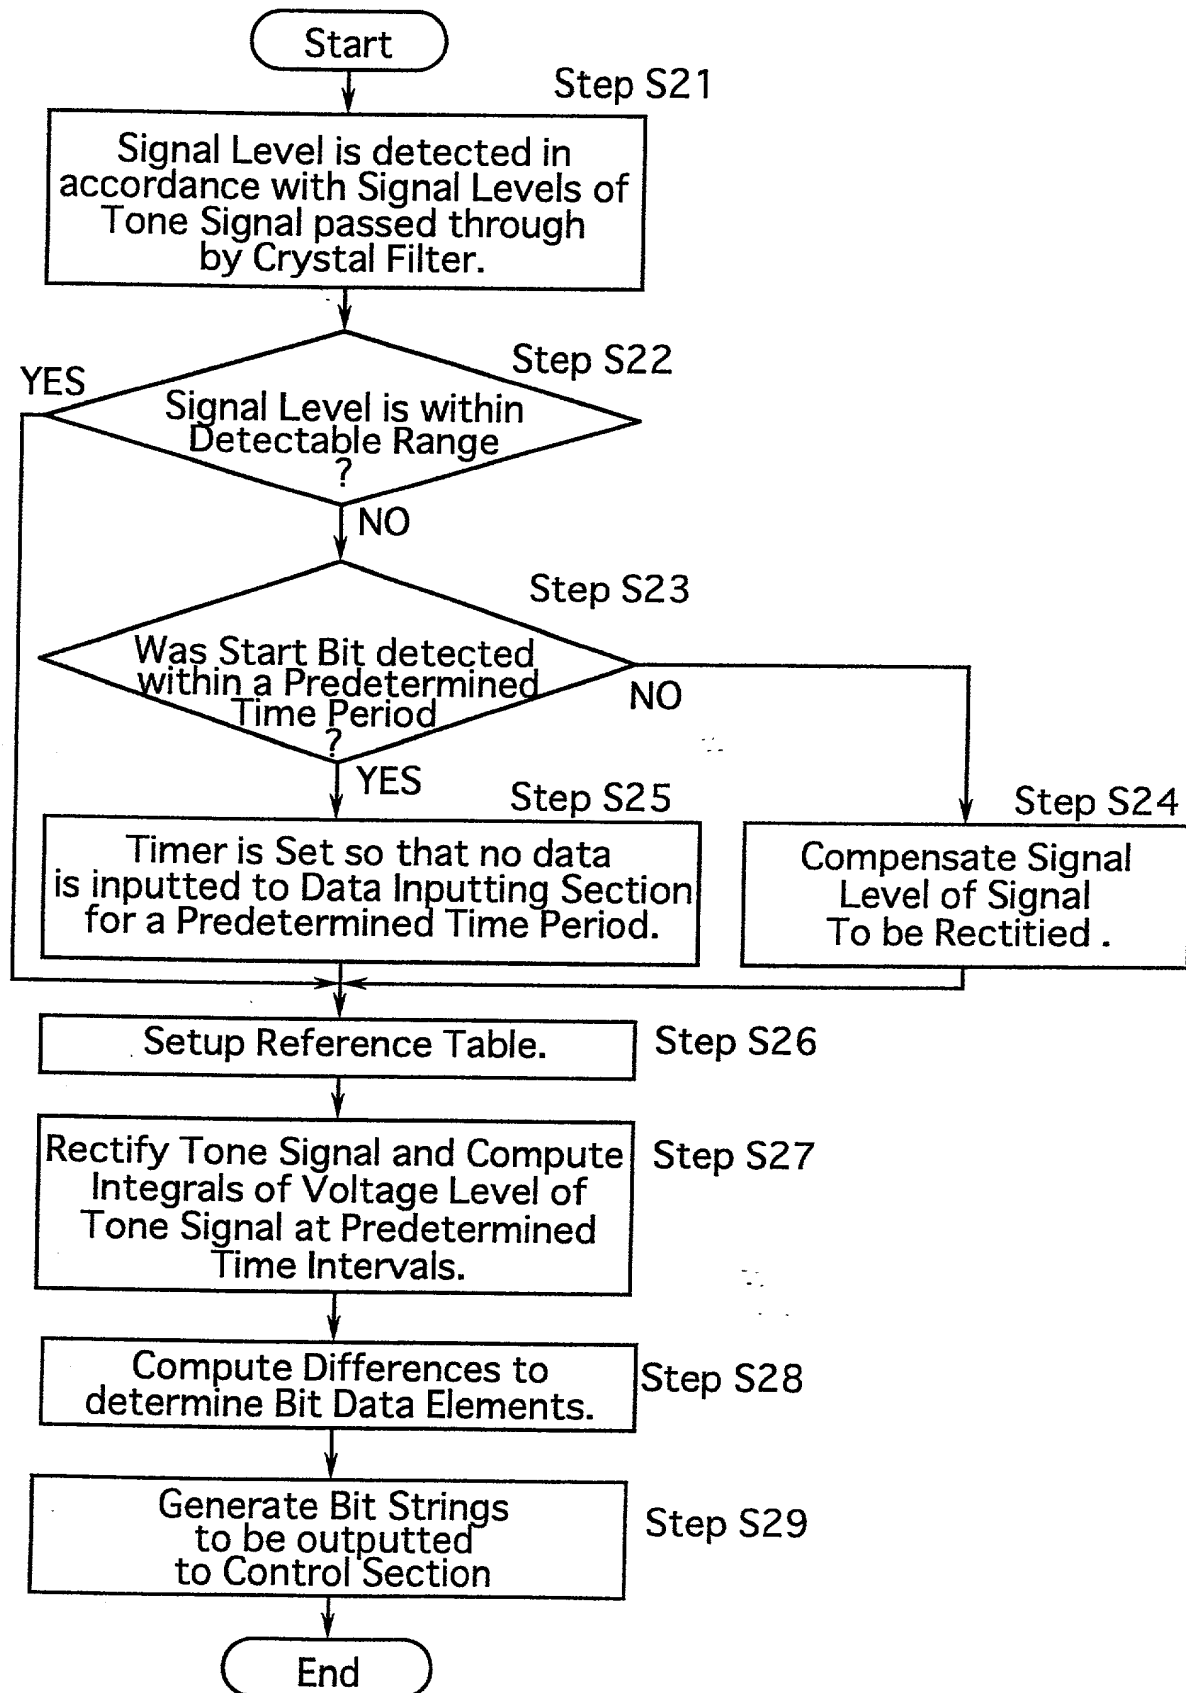 Start
Step S21
Signal Level is detected in
accordance with Signal Levels of
Tone Signal passed through
by Crystal Filter.
Step S22
YES
Signal Level is within
Detectable Range
?
NO
Step S23
Was Start Bit detected
within a Predetermined
Time Period
?
NO
YES
Step S25
Timer is Set so that no data
is inputted to Data Inputting Section
for a Predetermined Time Period.
Step S24
Compensate Signal
Level of Signal
To be Rectitied .
Setup Reference Table.
Step S26
Rectify Tone Signal and Compute
Integrals of Voltage Level of
Tone Signal at Predetermined
Time Intervals.
Step S27
Compute Differences to
determine Bit Data Elements.
Step S28
Generate Bit Strings
to be outputted
to Control Section
Step S29
End